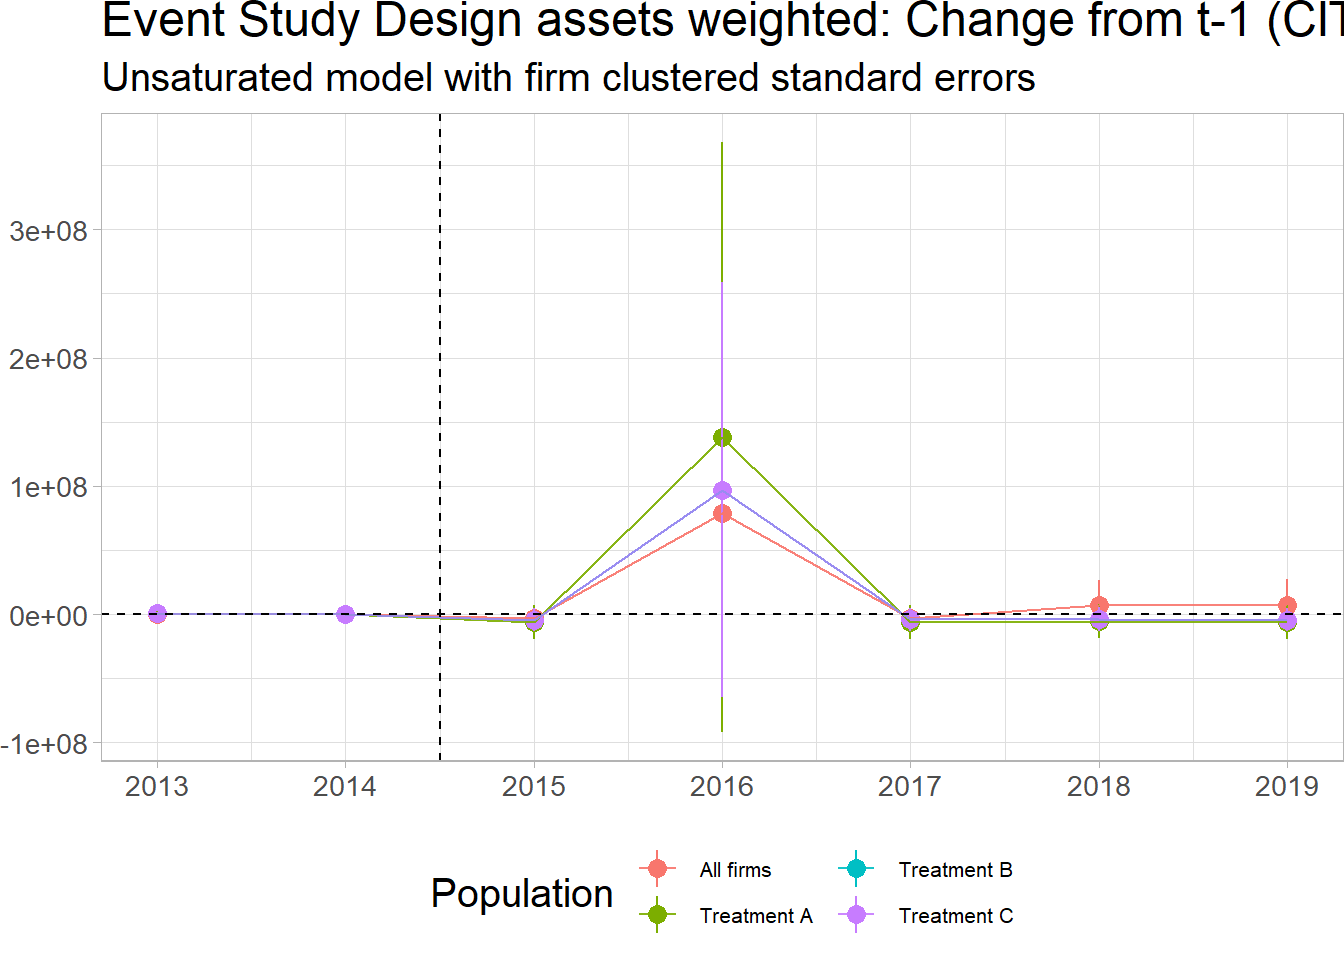 Event Study Design assets weighted: Change from t-1 (CIT
Unsaturated model with firm clustered standard errors
3e+08
2e+08
1e+08
0e+00
-1e+08
2013 2014 2015 2016 2017 2018 2019
Population
All firms
Treatment A
Treatment B
Treatment C